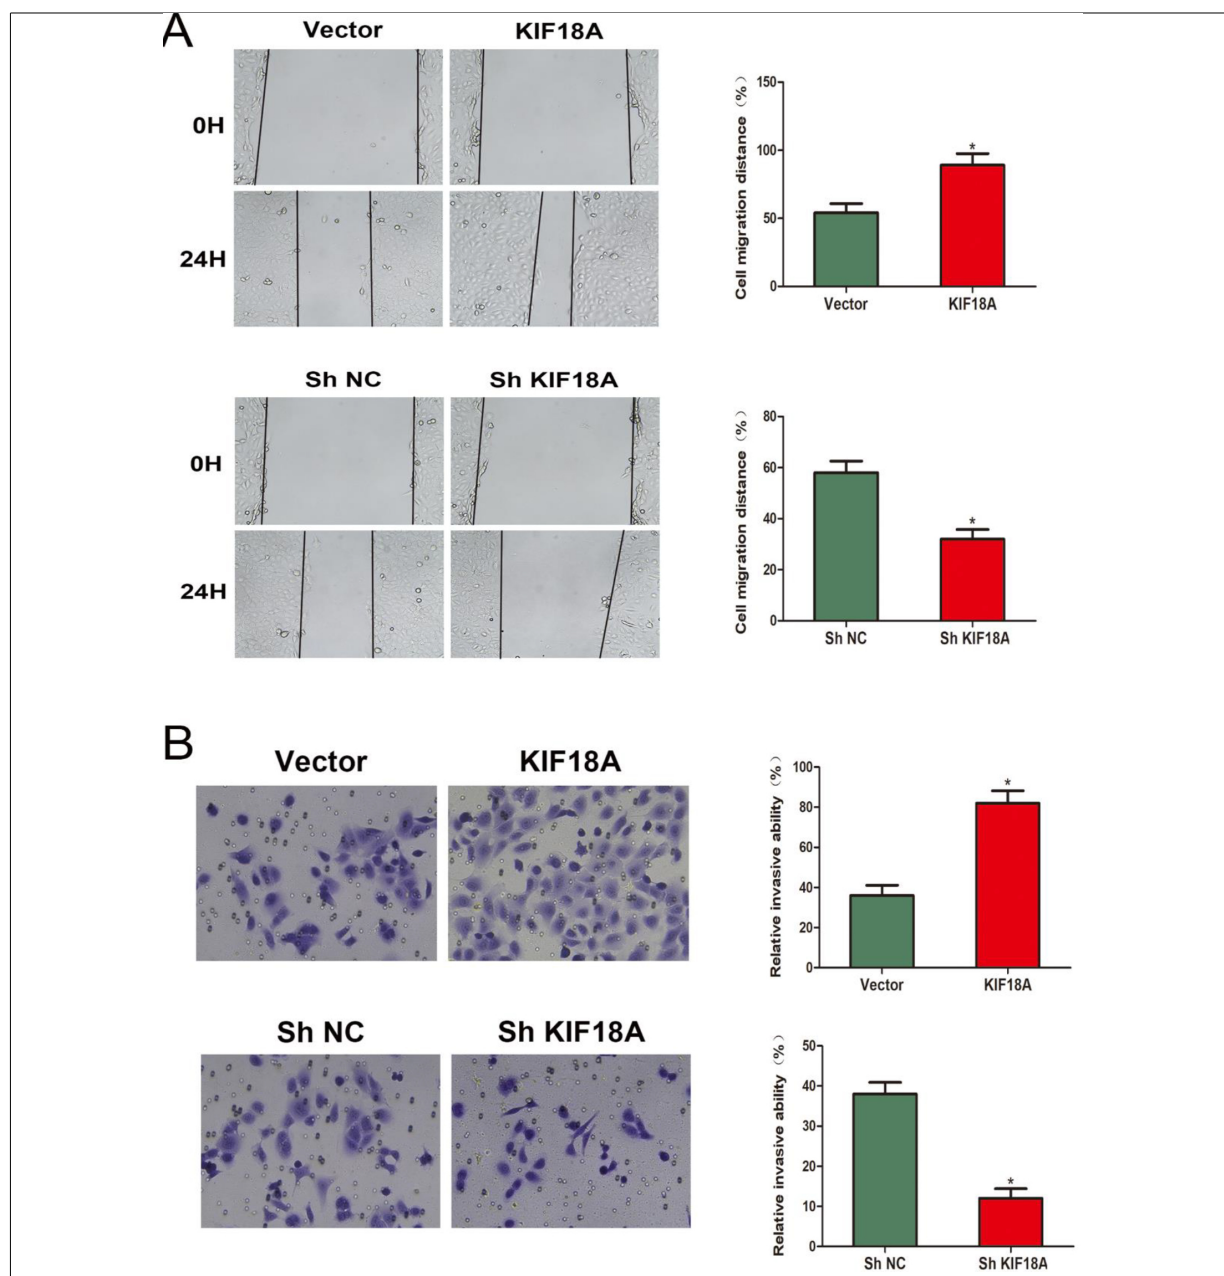 A
Vector KIF18A
0H
24H
Cell migration distance（%）
150
100
50
0
Vector KIF18A
*
Sh NC Sh KIF18A
0H
24H
Cell migration distance（%）
80
60
40
20
0
Sh NC Sh KIF18A
*
B
Vector KIF18A
Relative invasive ability（%）
100
80
60
40
20
0
Vector KIF18A
*
Sh NC Sh KIF18A
Relative invasive ability（%）
50
40
30
20
10
0
Sh NC Sh KIF18A
*